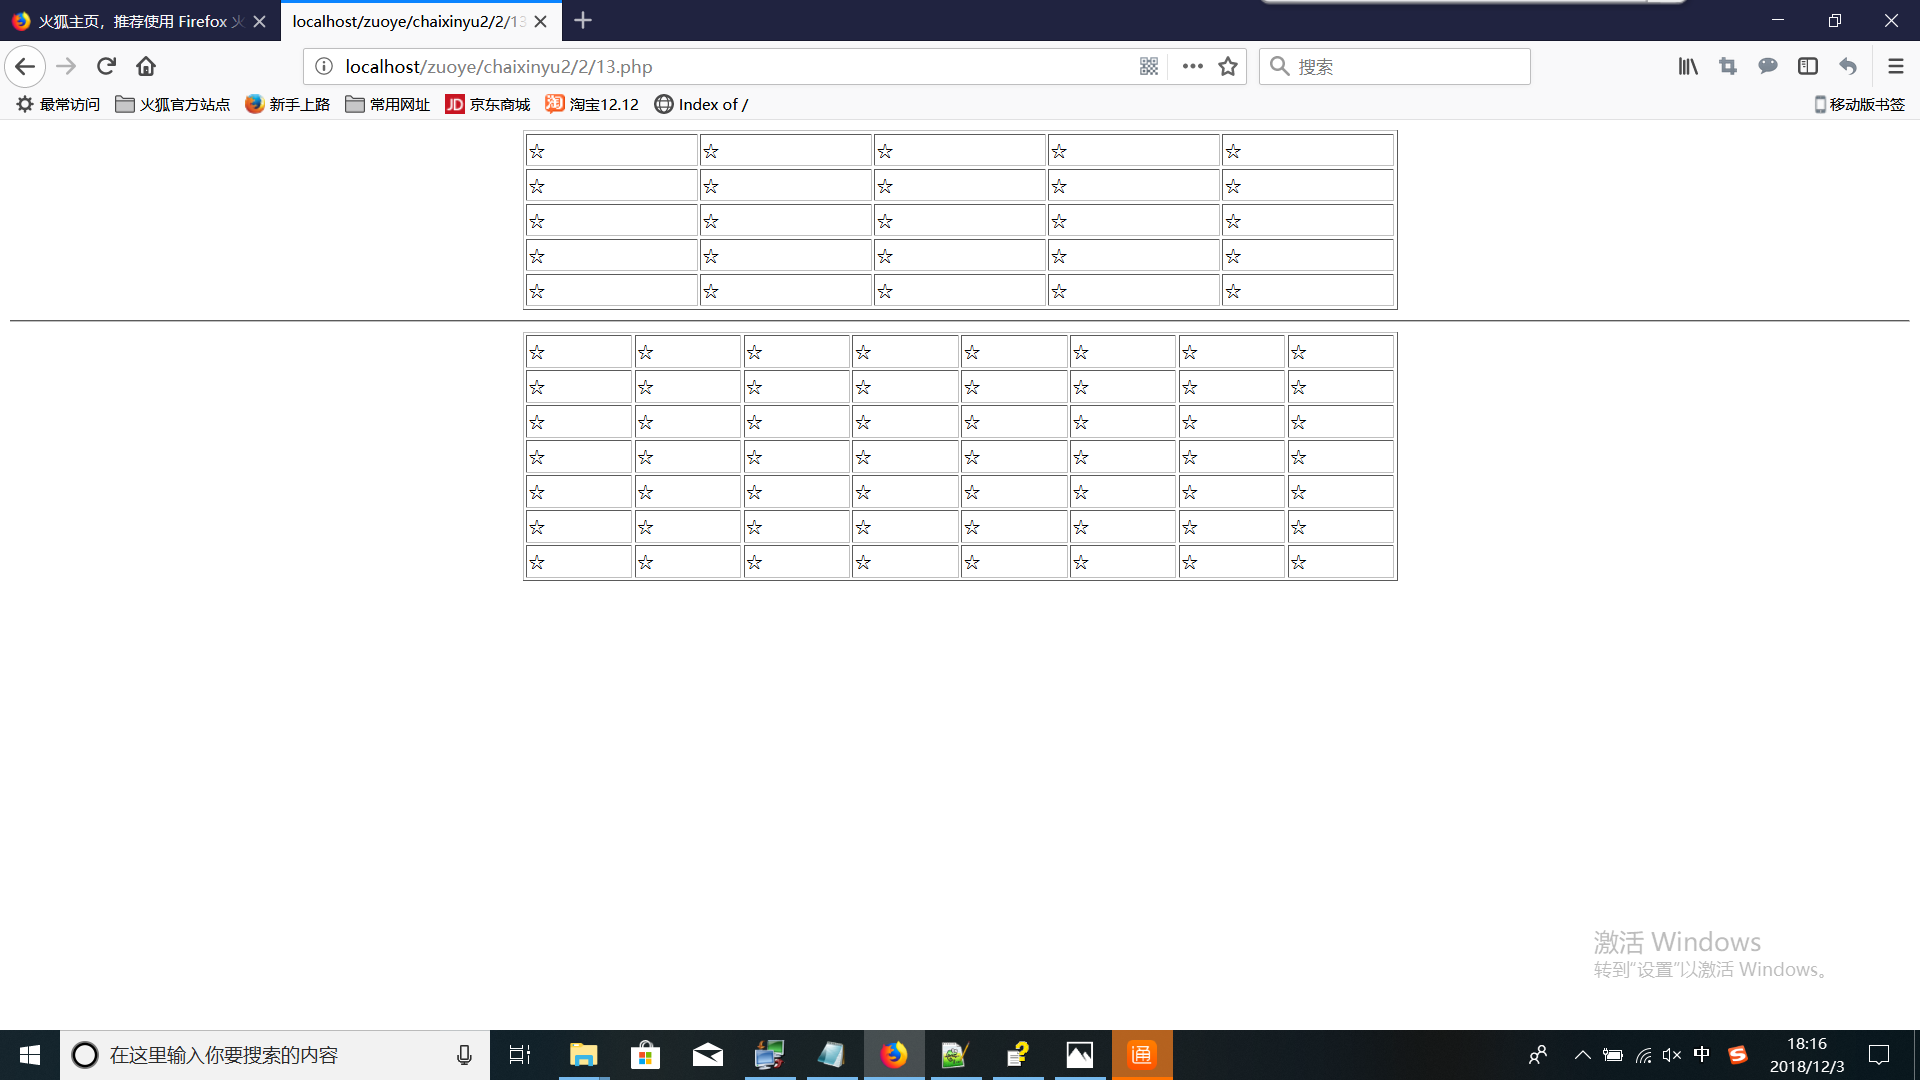 火狐主页，推荐使用 Firefox 火
localhost/zuoye/chaixinyu2/2/13
localhost/zuoye/chaixinyu2/2/13.php
搜索
最常访问 火狐官方站点 新手上路 常用网址 JD 京东商城 淘 淘宝12.12 Index of / 移动版书签
☆ ☆ ☆ ☆ ☆
☆ ☆ ☆ ☆ ☆
☆ ☆ ☆ ☆ ☆
☆ ☆ ☆ ☆ ☆
☆ ☆ ☆ ☆ ☆
☆ ☆ ☆ ☆ ☆ ☆ ☆ ☆
☆ ☆ ☆ ☆ ☆ ☆ ☆ ☆
☆ ☆ ☆ ☆ ☆ ☆ ☆ ☆
☆ ☆ ☆ ☆ ☆ ☆ ☆ ☆
☆ ☆ ☆ ☆ ☆ ☆ ☆ ☆
☆ ☆ ☆ ☆ ☆ ☆ ☆ ☆
☆ ☆ ☆ ☆ ☆ ☆ ☆ ☆
激活 Windows
转到“设置”以激活 Windows。
在这里输入你要搜索的内容
通
中
S
18:16
2018/12/3